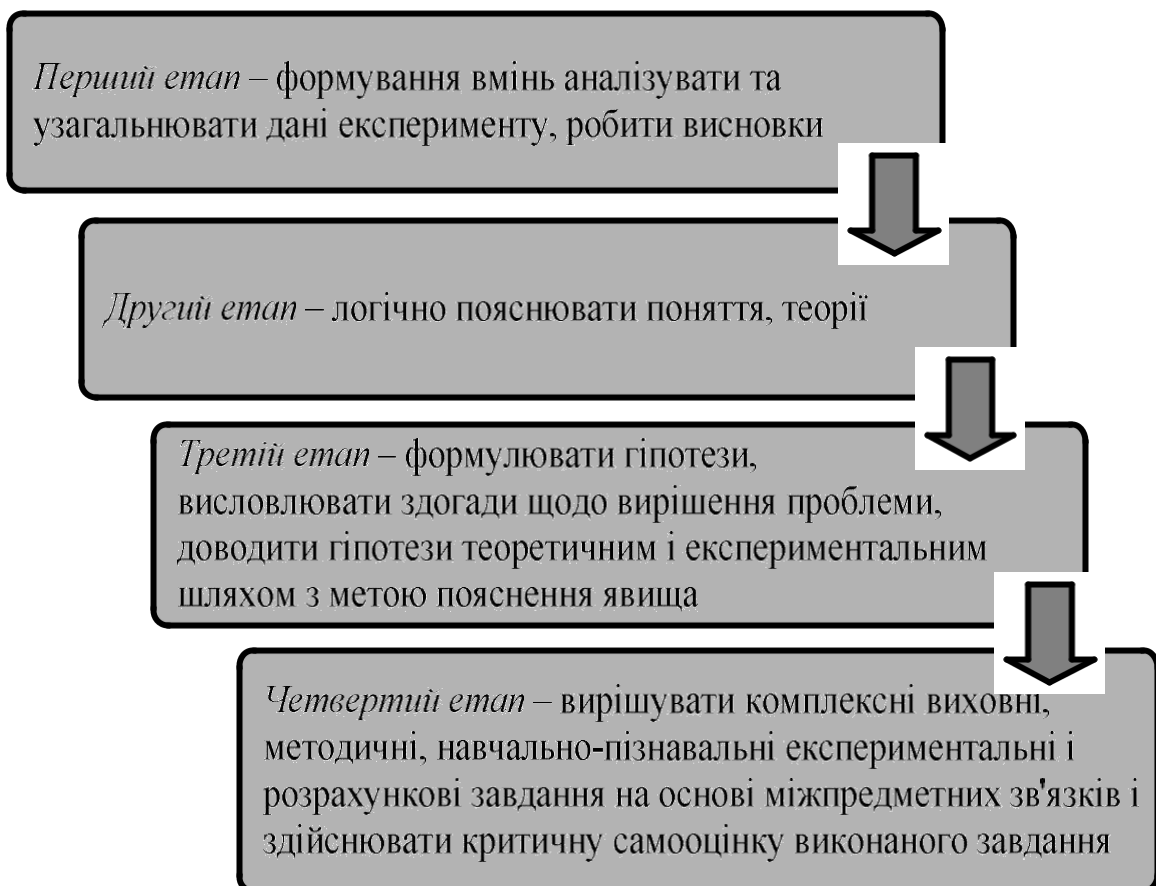 Перший етап – формування вмінь аналізувати та
узагальнювати дані експерименту, робити висновки
Другий етап – логічно пояснювати поняття, теорії
Третій етап – формулювати гіпотези,
висловлювати здогади щодо вирішення проблеми,
доводити гіпотези теоретичним і експериментальним
шляхом з метою пояснення явища
Четвертий етап – вирішувати комплексні виховні,
методичні, навчально-пізнавальні експериментальні і
розрахункові завдання на основі міжпредметних зв'язків і
здійснювати критичну самооцінку виконаного завдання